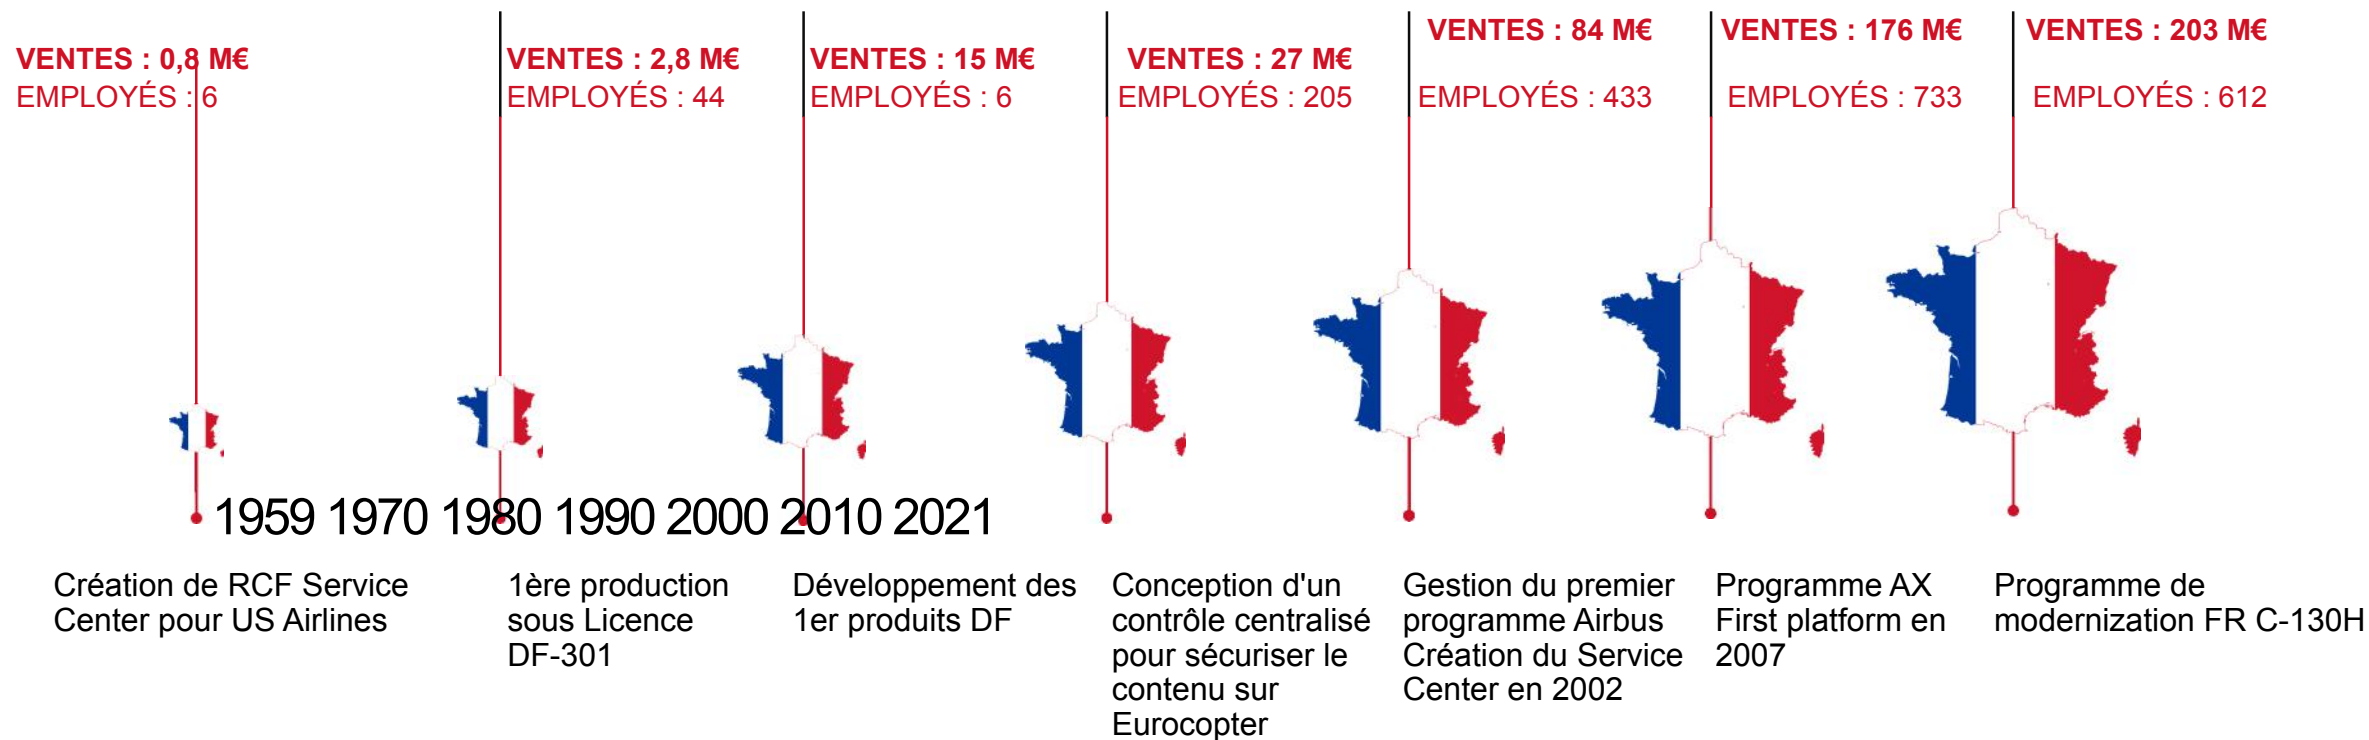 VENTES : 0,8 M€
EMPLOYÉS : 6
VENTES : 2,8 M€
EMPLOYÉS : 44
VENTES : 15 M€
EMPLOYÉS : 6
VENTES : 27 M€
EMPLOYÉS : 205
VENTES : 84 M€
EMPLOYÉS : 433
VENTES : 176 M€
EMPLOYÉS : 733
VENTES : 203 M€
EMPLOYÉS : 612
1959 1970 1980 1990 2000 2010 2021
Création de RCF Service
Center pour US Airlines
1ère production
sous Licence
DF-301
Développement des
1er produits DF
Conception d'un
contrôle centralisé
pour sécuriser le
contenu sur
Eurocopter
Gestion du premier
programme Airbus
Création du Service
Center en 2002
Programme AX
First platform en
2007
Programme de
modernization FR C-130H